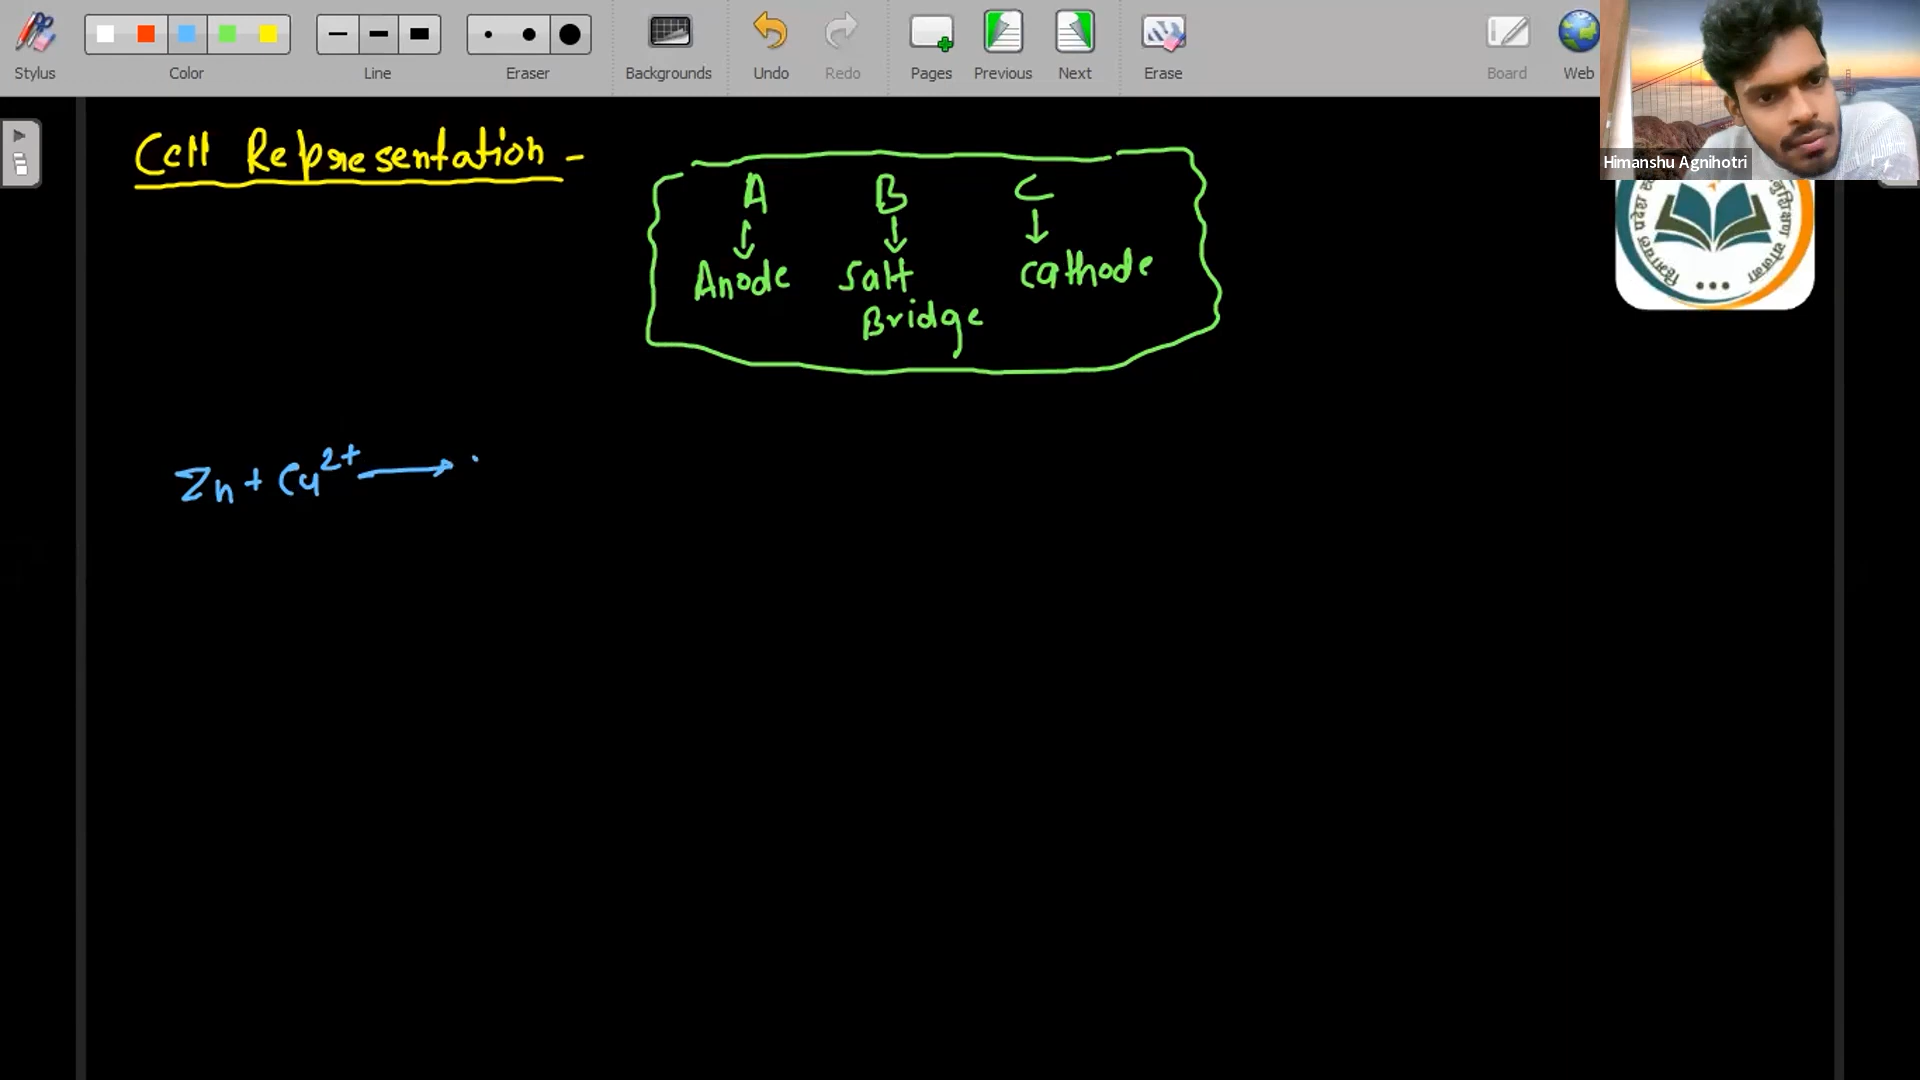 Stylus
Color
Line
Eraser
Backgrounds
Undo
Redo
Pages
Previous
Next
Erase
Board
Web
Himanshu Agnihotri
Cell Representation -
A B C
Anode Salt Bridge Cathode
Zn + Cu²⁺ ⟶